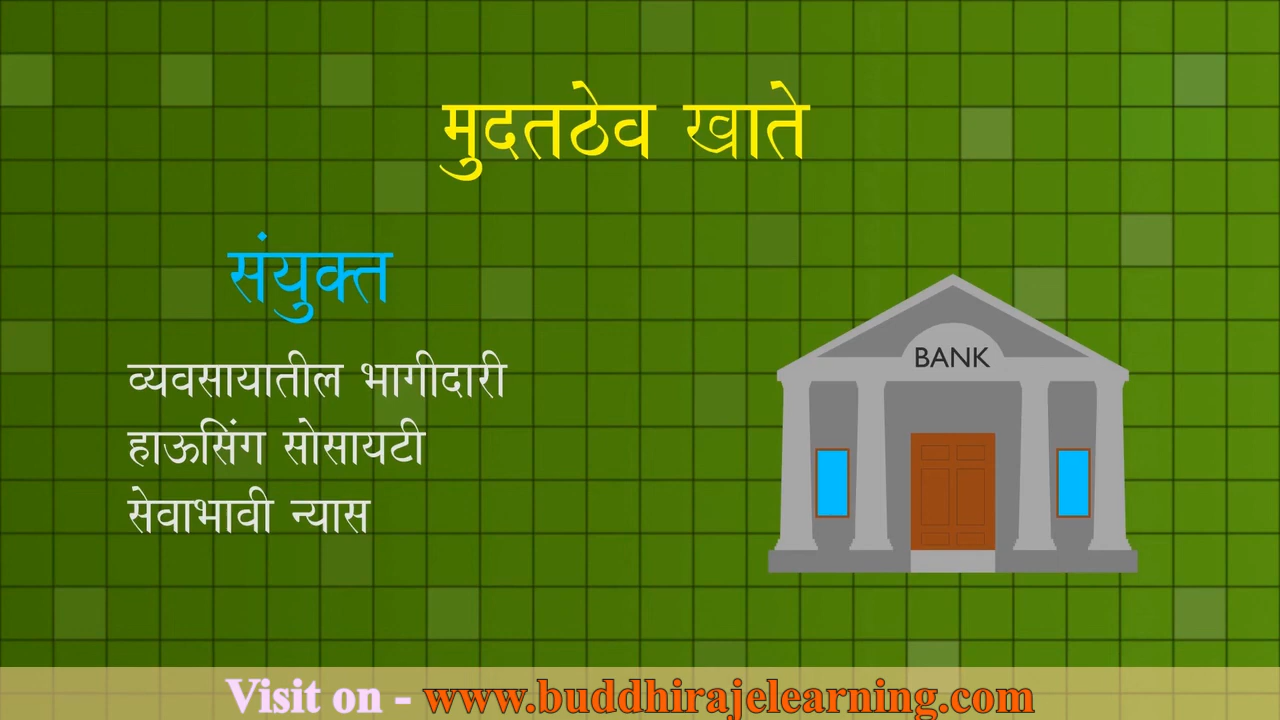 मुदतठेव खाते
संयुक्त
व्यवसायातील भागीदारी
हाऊसिंग सोसायटी
सेवाभावी न्यास
BANK
Visit on - www.buddhirajelearning.com